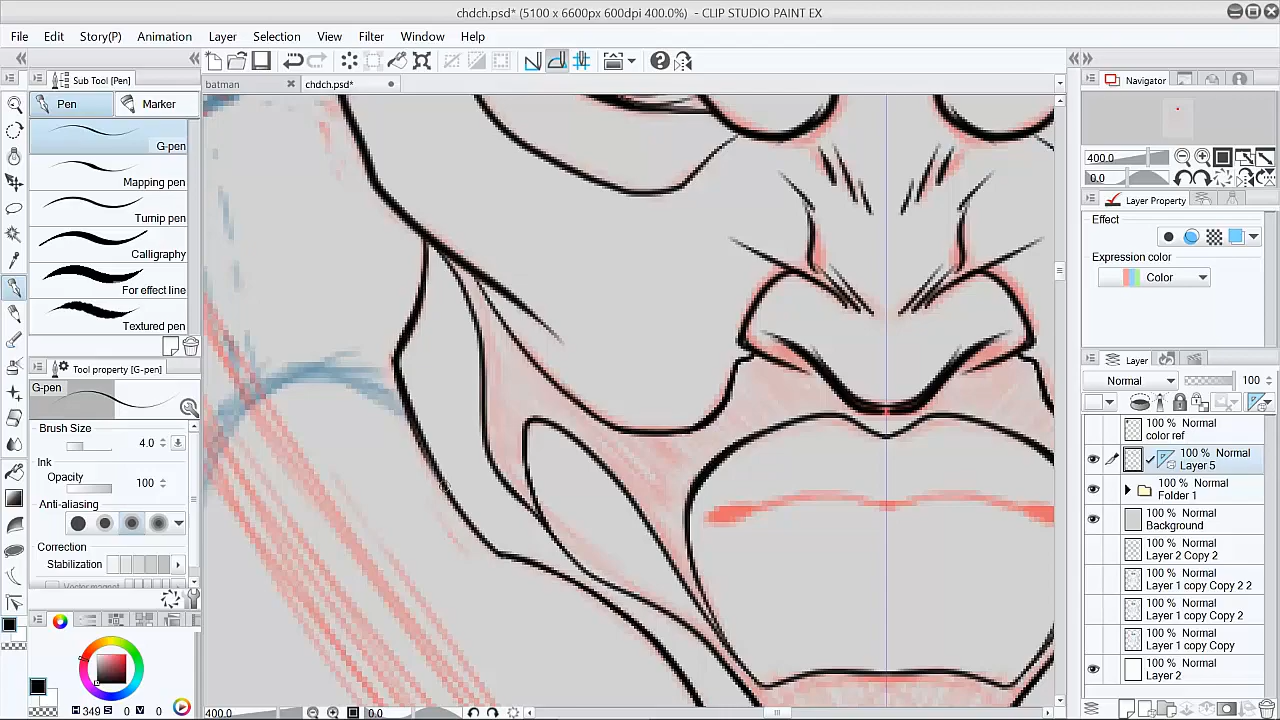 chdch.psd* (5100 x 6600px 600dpi 400.0%) - CLIP STUDIO PAINT EX
File Edit View Story(P) Animation Layer Selection View Filter Window Help
batman chdch.psd*
Sub Tool [Pen]
Pen Marker
G-pen
Mapping pen
Turnip pen
Calligraphy
For effect line
Textured pen
Tool property [G-pen]
G-pen
Brush Size
4.0
Ink
Opacity
100
Anti-aliasing
Correction
Stabilization
Vector magnet
H 349 S 0 V 0
400.0 0.0
Navigator
400.0
0.0
Layer Property
Effect
Expression color
Color
Layer
Normal 100
100 % Normal
color ref
100 % Normal
Layer 5
100 % Normal
Folder 1
100 % Normal
Background
100 % Normal
Layer 2 Copy 2
100 % Normal
Layer 1 copy Copy 2 2
100 % Normal
Layer 1 copy Copy 2
100 % Normal
Layer 1 copy Copy
100 % Normal
Layer 2